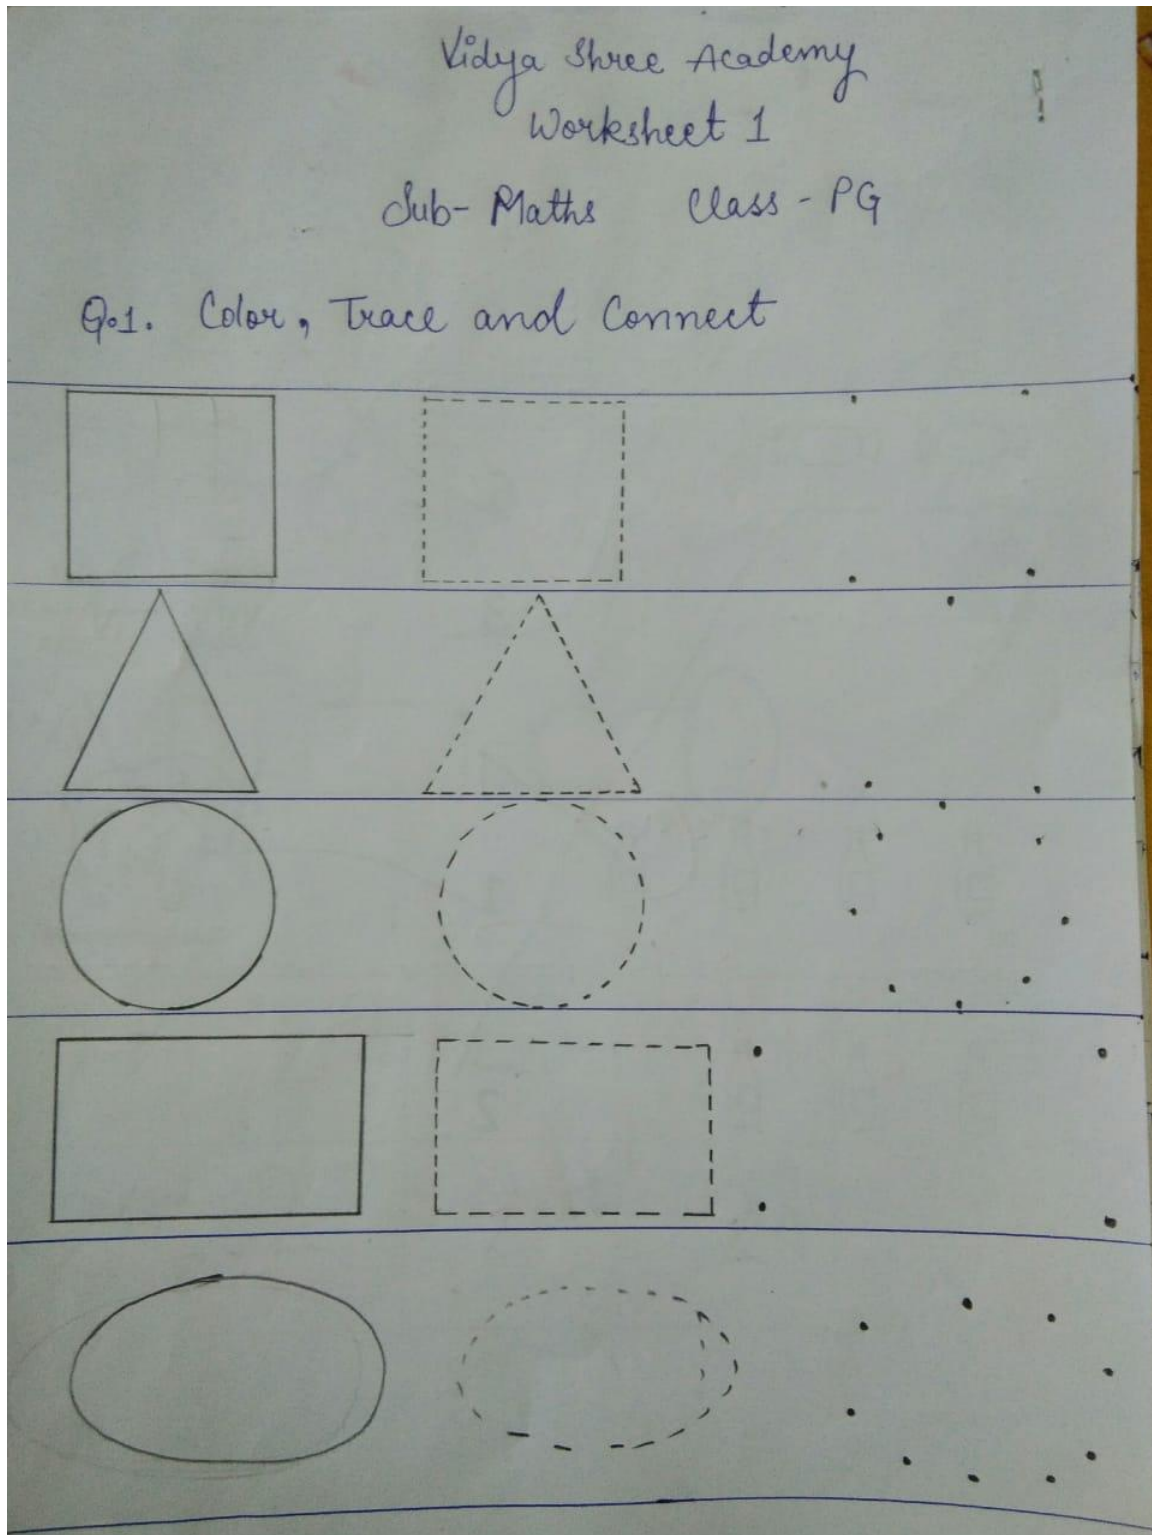 Vidya Shree Academy
Worksheet 1
Sub- Maths Class - PG
Q.1. Color, Trace and Connect